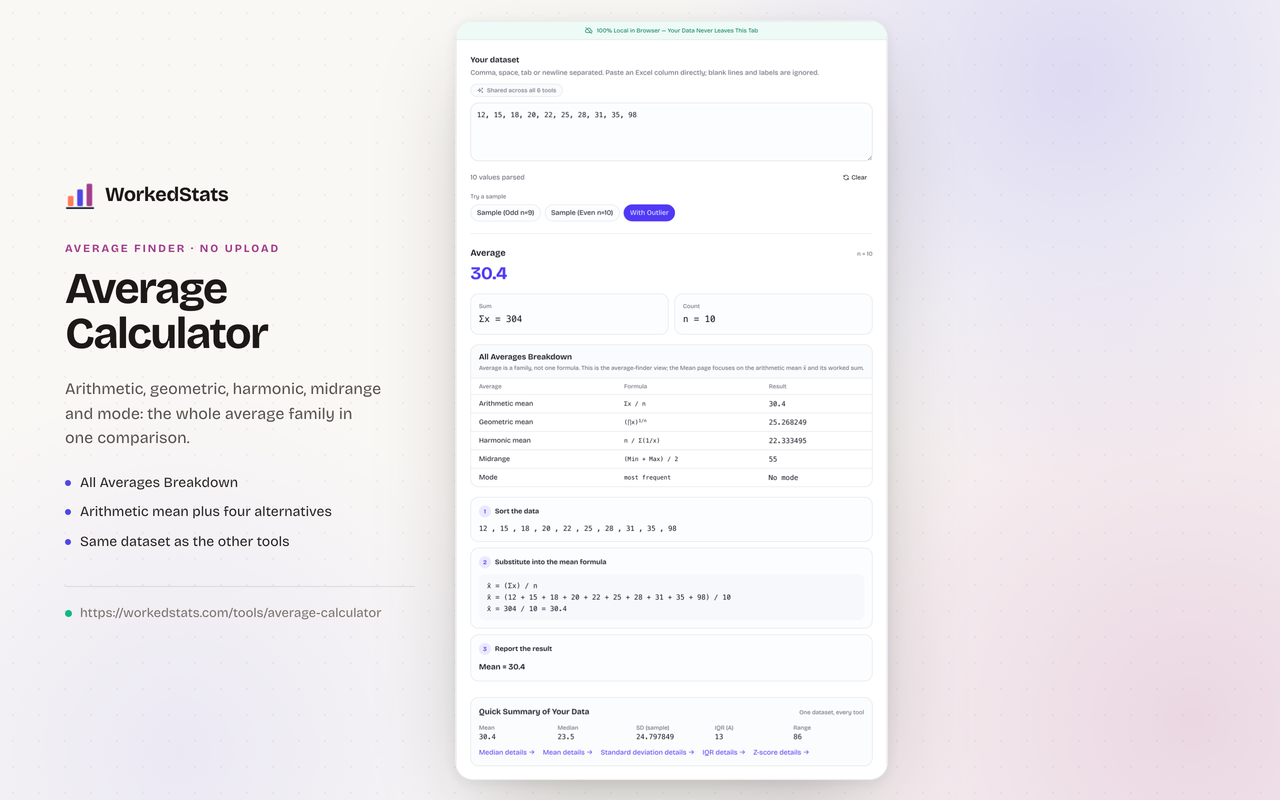 WorkedStats
AVERAGE FINDER · NO UPLOAD
Average
Calculator
Arithmetic, geometric, harmonic, midrange
and mode: the whole average family in
one comparison.
All Averages Breakdown
Arithmetic mean plus four alternatives
Same dataset as the other tools
https://workedstats.com/tools/average-calculator
100% Local in Browser — Your Data Never Leaves This Tab
Your dataset
Comma, space, tab or newline separated. Paste an Excel column directly; blank lines and labels are ignored.
Shared across all 6 tools
12, 15, 18, 20, 22, 25, 28, 31, 35, 98
10 values parsed
Clear
Try a sample
Sample (Odd n=9) Sample (Even n=10) With Outlier
Average n = 10
30.4
Sum Count
Σx = 304 n = 10
All Averages Breakdown
Average is a family, not one formula. This is the average-finder view; the Mean page focuses on the arithmetic mean x̄ and its worked sum.
Average Formula Result
Arithmetic mean Σx / n 30.4
Geometric mean (∏x)¹ᐟⁿ 25.268249
Harmonic mean n / Σ(1/x) 22.333495
Midrange (Min + Max) / 2 55
Mode most frequent No mode
1 Sort the data
12 , 15 , 18 , 20 , 22 , 25 , 28 , 31 , 35 , 98
2 Substitute into the mean formula
x̄ = (Σx) / n
x̄ = (12 + 15 + 18 + 20 + 22 + 25 + 28 + 31 + 35 + 98) / 10
x̄ = 304 / 10 = 30.4
3 Report the result
Mean = 30.4
Quick Summary of Your Data One dataset, every tool
Mean Median SD (sample) IQR (A) Range
30.4 23.5 24.797849 13 86
Median details → Mean details → Standard deviation details → IQR details → Z-score details →